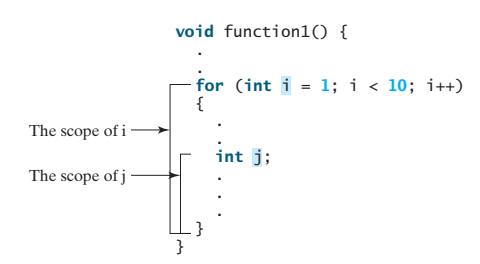 void function1() {
.
.
for (int i = 1; i < 10; i++)
{
.
The scope of i
.
int j;
The scope of j
.
.
.
}
}